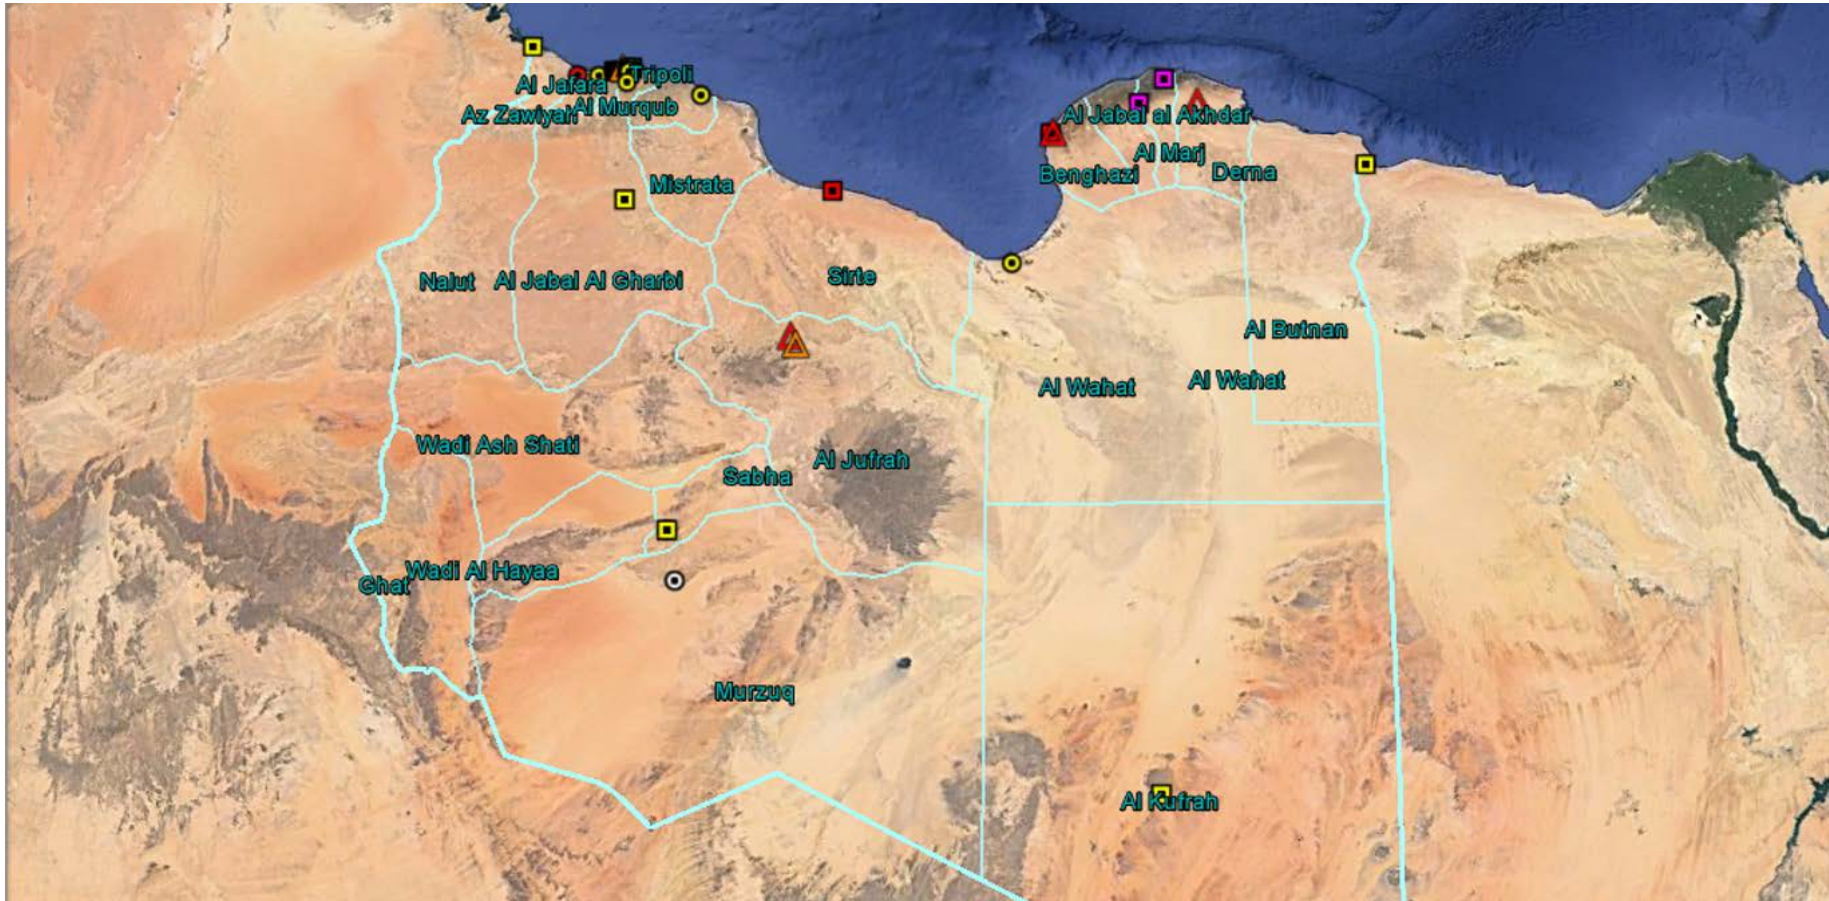 Tripoli
Al Jafara
Az Zawiyah
Al Murqub
Al Jabal al Akhdar
Al Marj
Benghazi
Derna
Mistrata
Nalut
Al Jabal Al Gharbi
Sirte
Al Butnan
Al Wahat
Al Wahat
Wadi Ash Shati
Sabha
Al Jufrah
Ghat
Wadi Al Hayaa
Murzuq
Al Kufrah